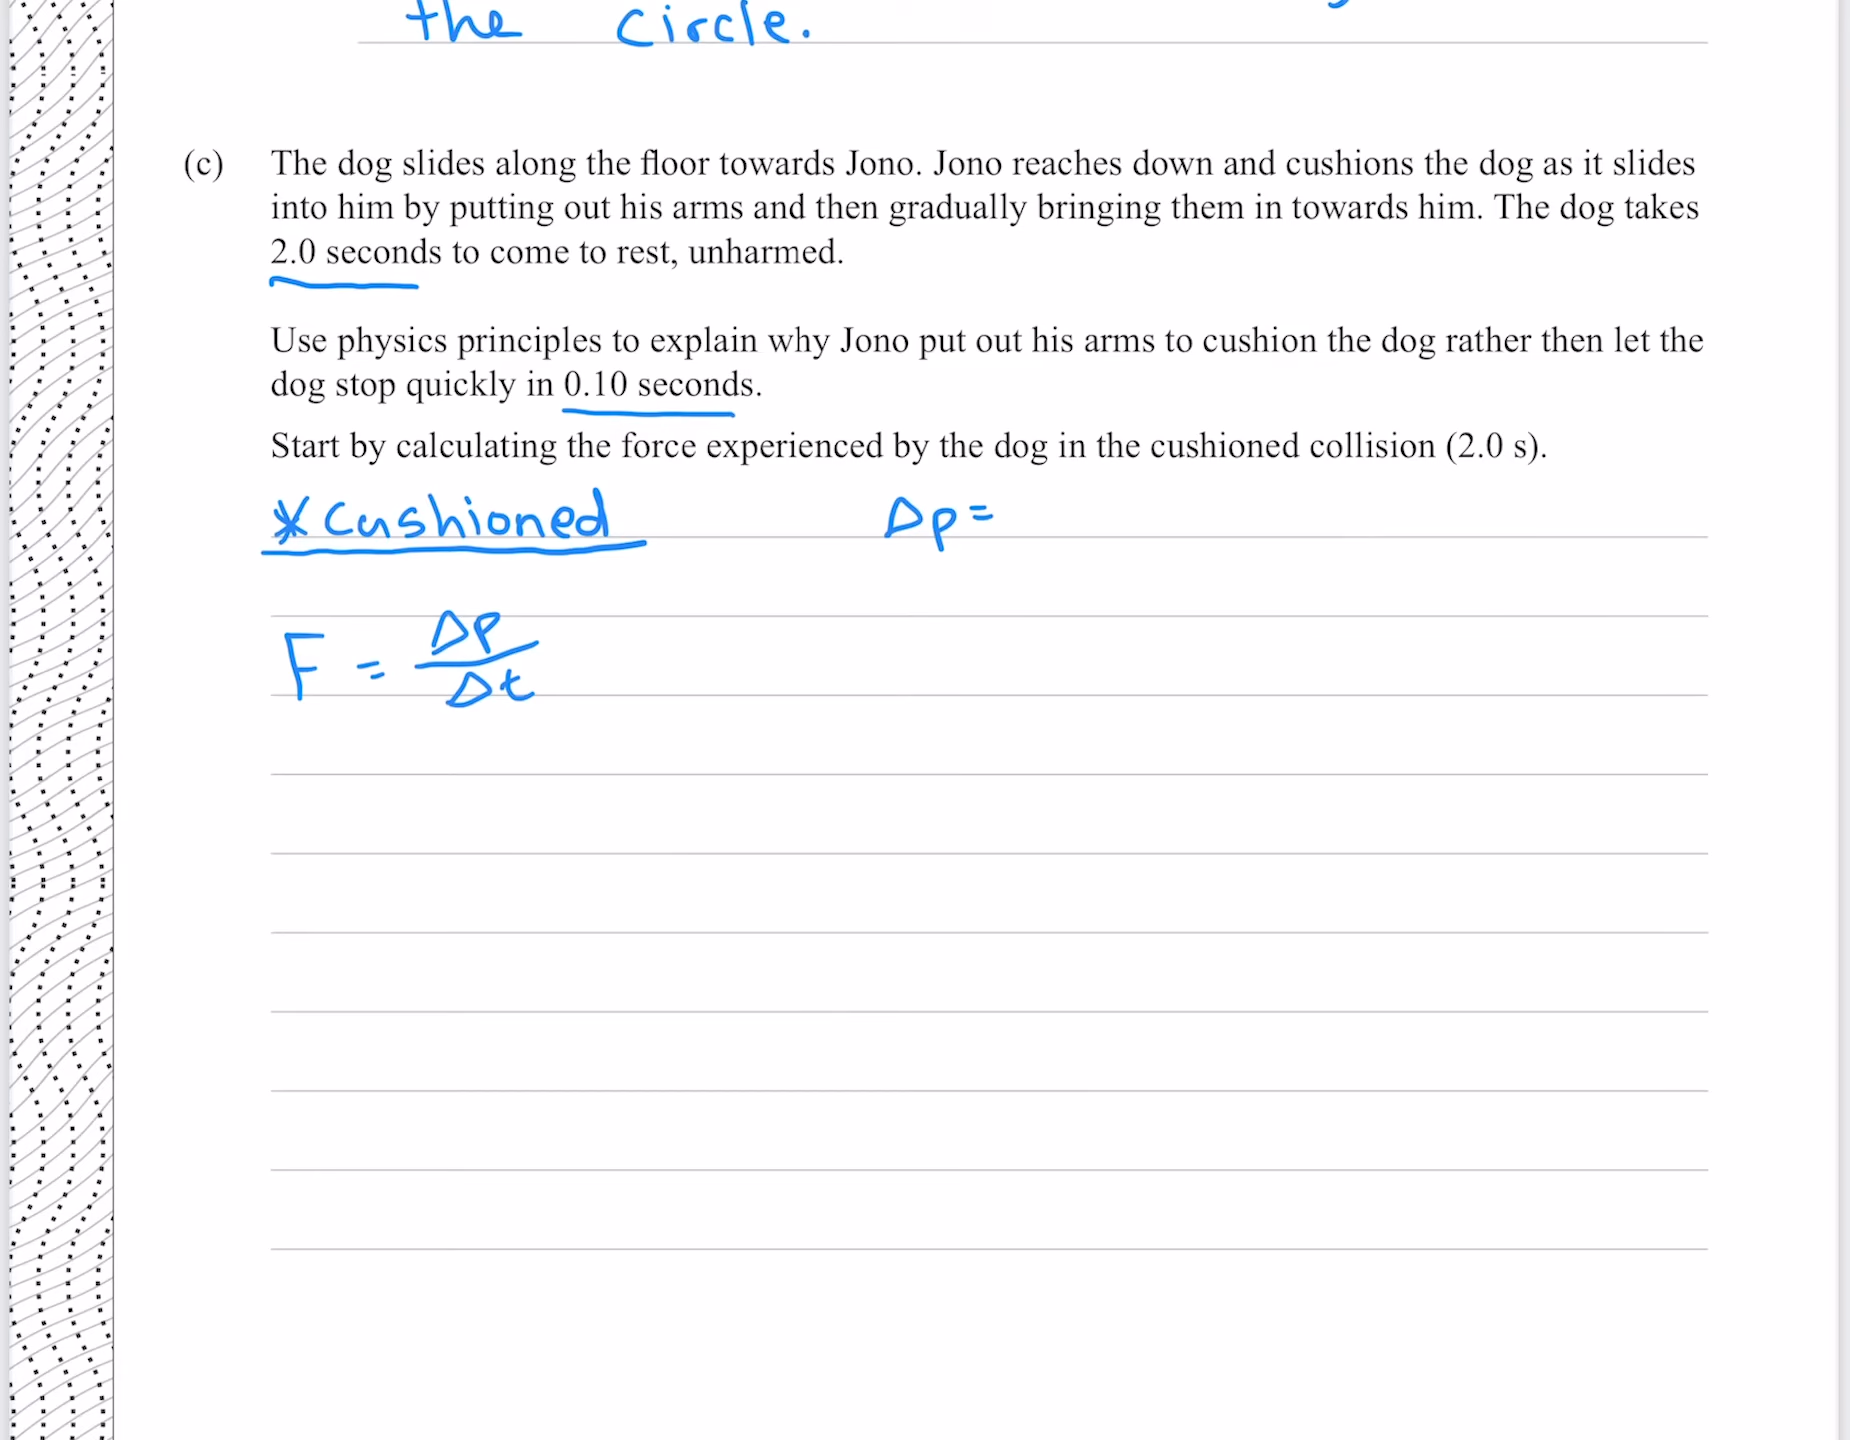 the circle.
(c) The dog slides along the floor towards Jono. Jono reaches down and cushions the dog as it slides
into him by putting out his arms and then gradually bringing them in towards him. The dog takes
2.0 seconds to come to rest, unharmed.
Use physics principles to explain why Jono put out his arms to cushion the dog rather then let the
dog stop quickly in 0.10 seconds.
Start by calculating the force experienced by the dog in the cushioned collision (2.0 s).
*Cushioned Δp=
F = Δp/Δt